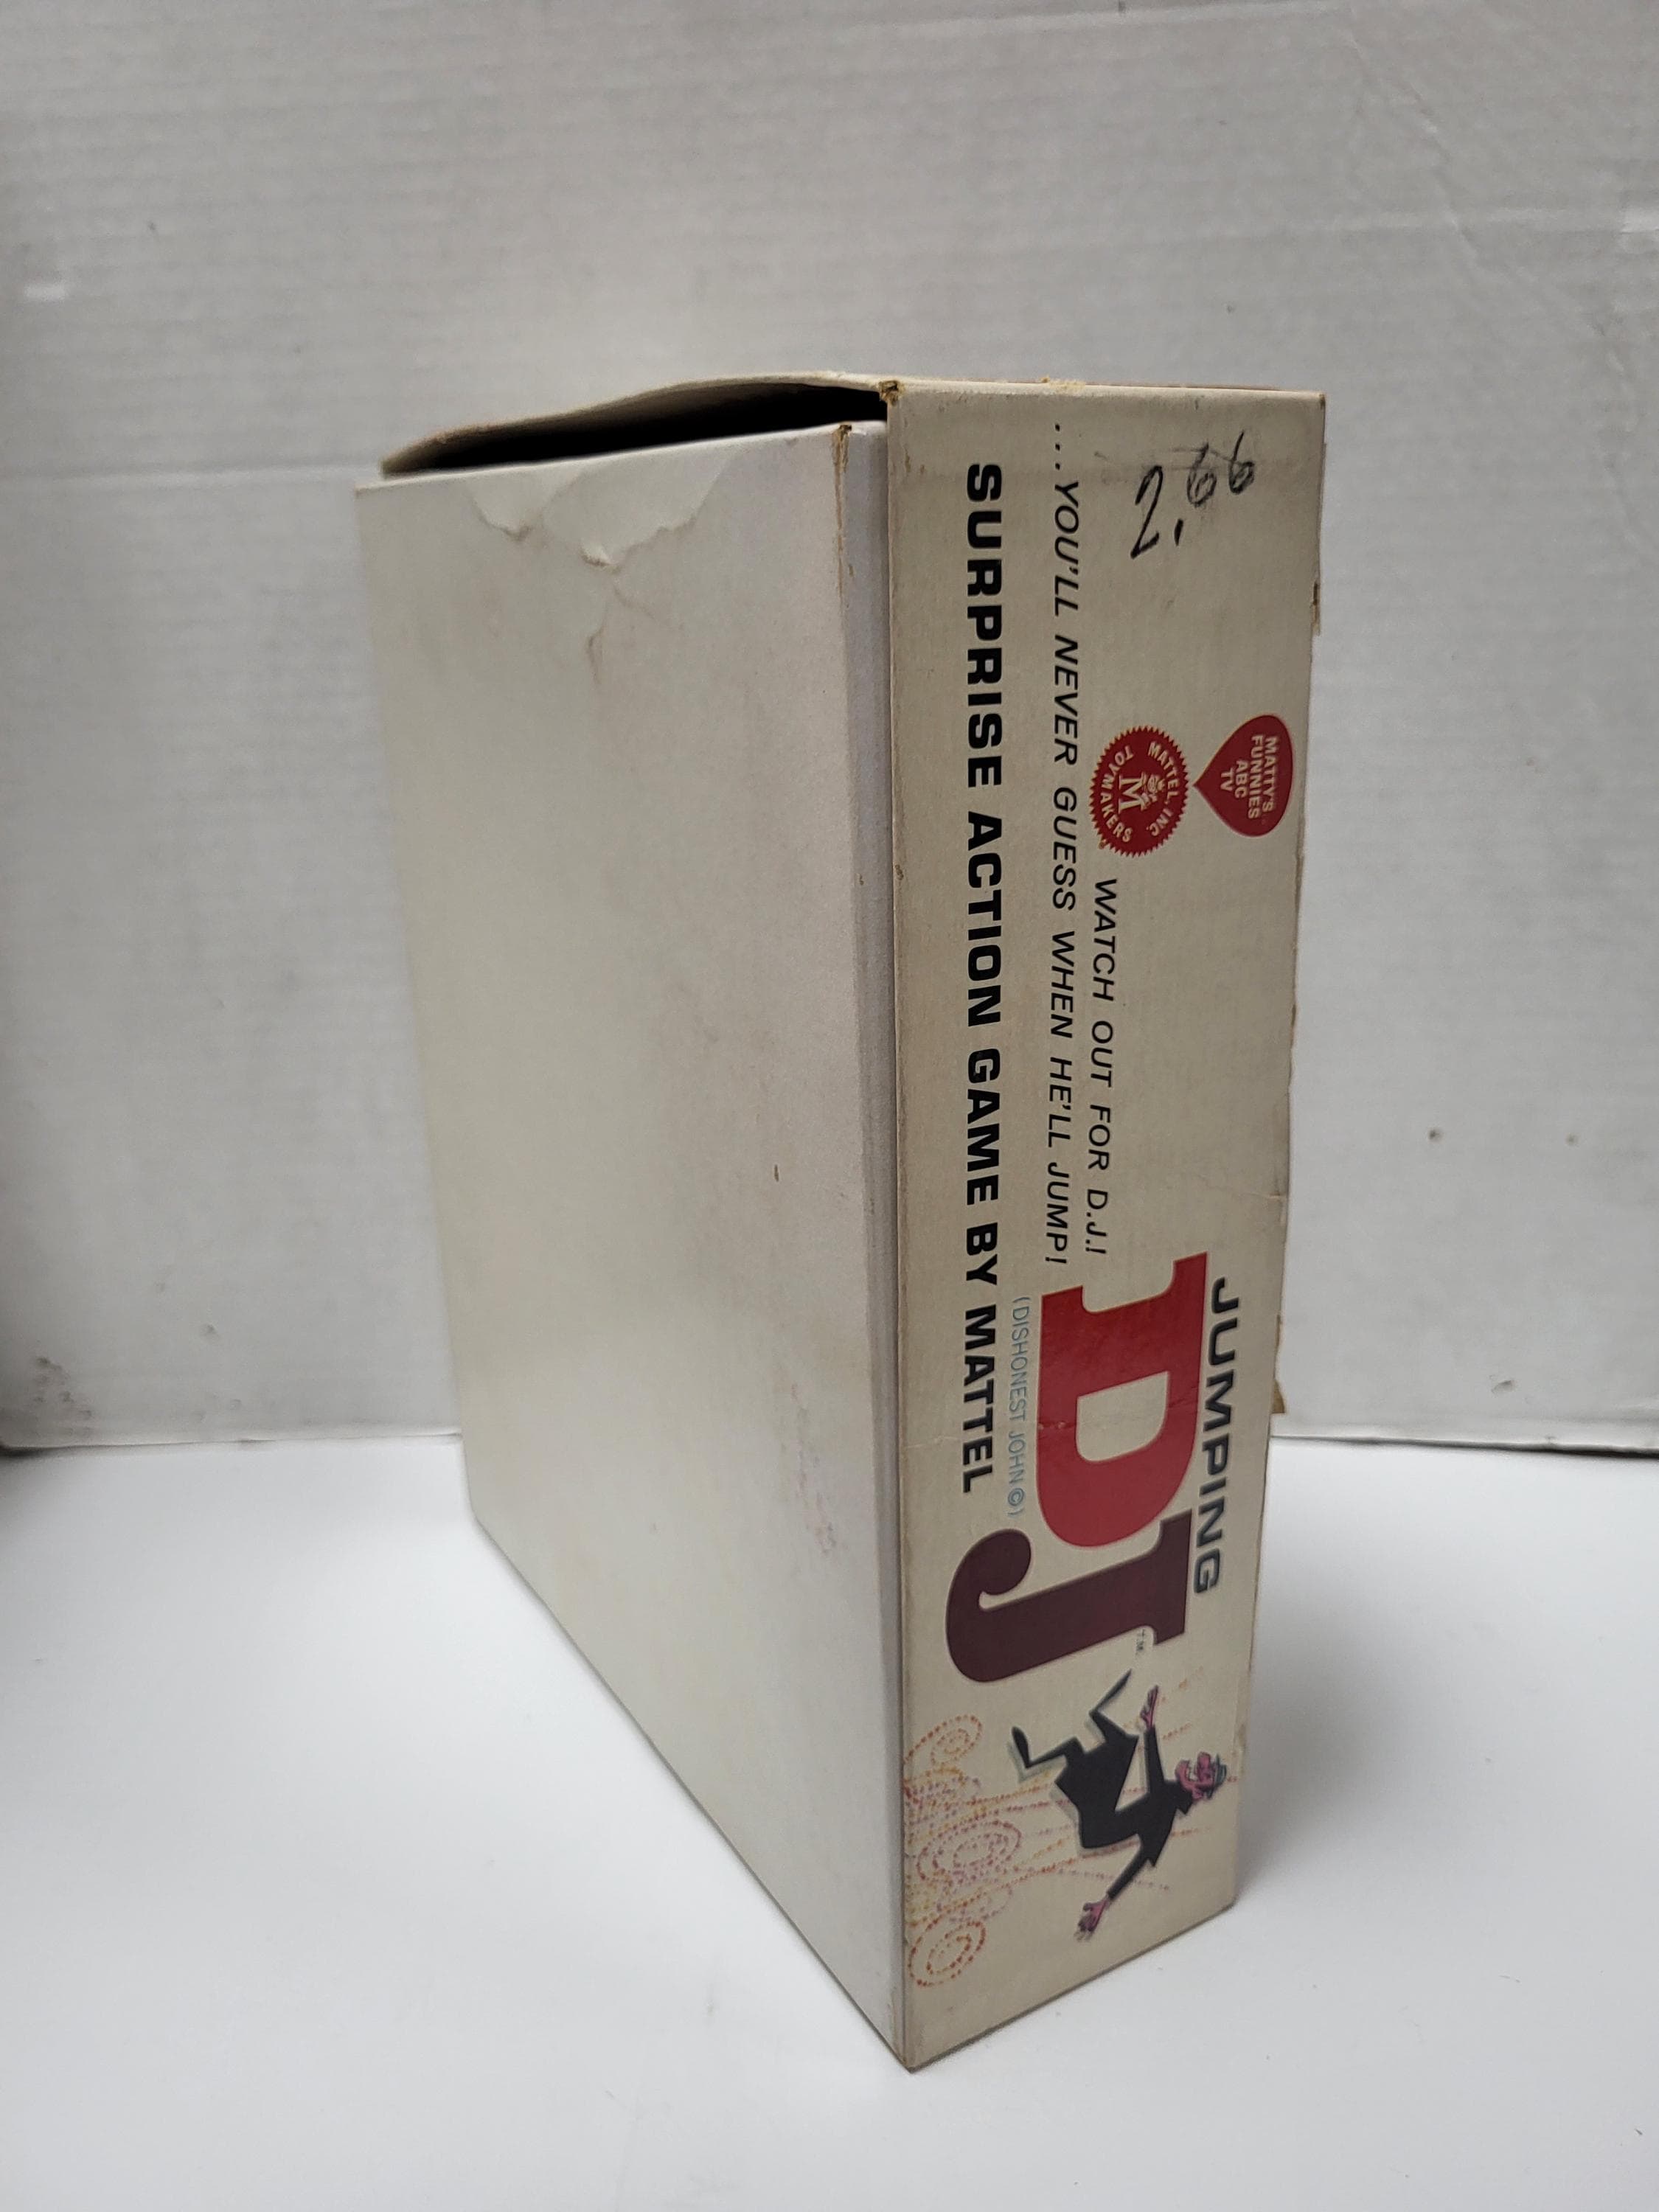 2.66
MATTY'S
FUNNIES
ABC
TV
MATTEL, INC.
M
TOYMAKERS
WATCH OUT FOR D.J.!
...YOU'LL NEVER GUESS WHEN HE'LL JUMP!
JUMPING
DJ
T.M.
(DISHONEST JOHN ©)
SURPRISE ACTION GAME BY MATTEL